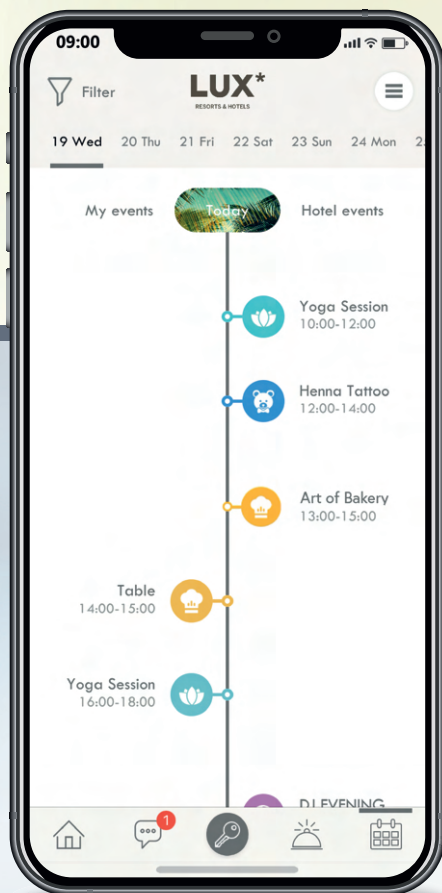 09:00
Filter
LUX*
RESORTS & HOTELS
19 Wed 20 Thu 21 Fri 22 Sat 23 Sun 24 Mon
My events
Today
Hotel events
Yoga Session
10:00-12:00
Henna Tattoo
12:00-14:00
Art of Bakery
13:00-15:00
Table
14:00-15:00
Yoga Session
16:00-18:00
DJ EVENING
1